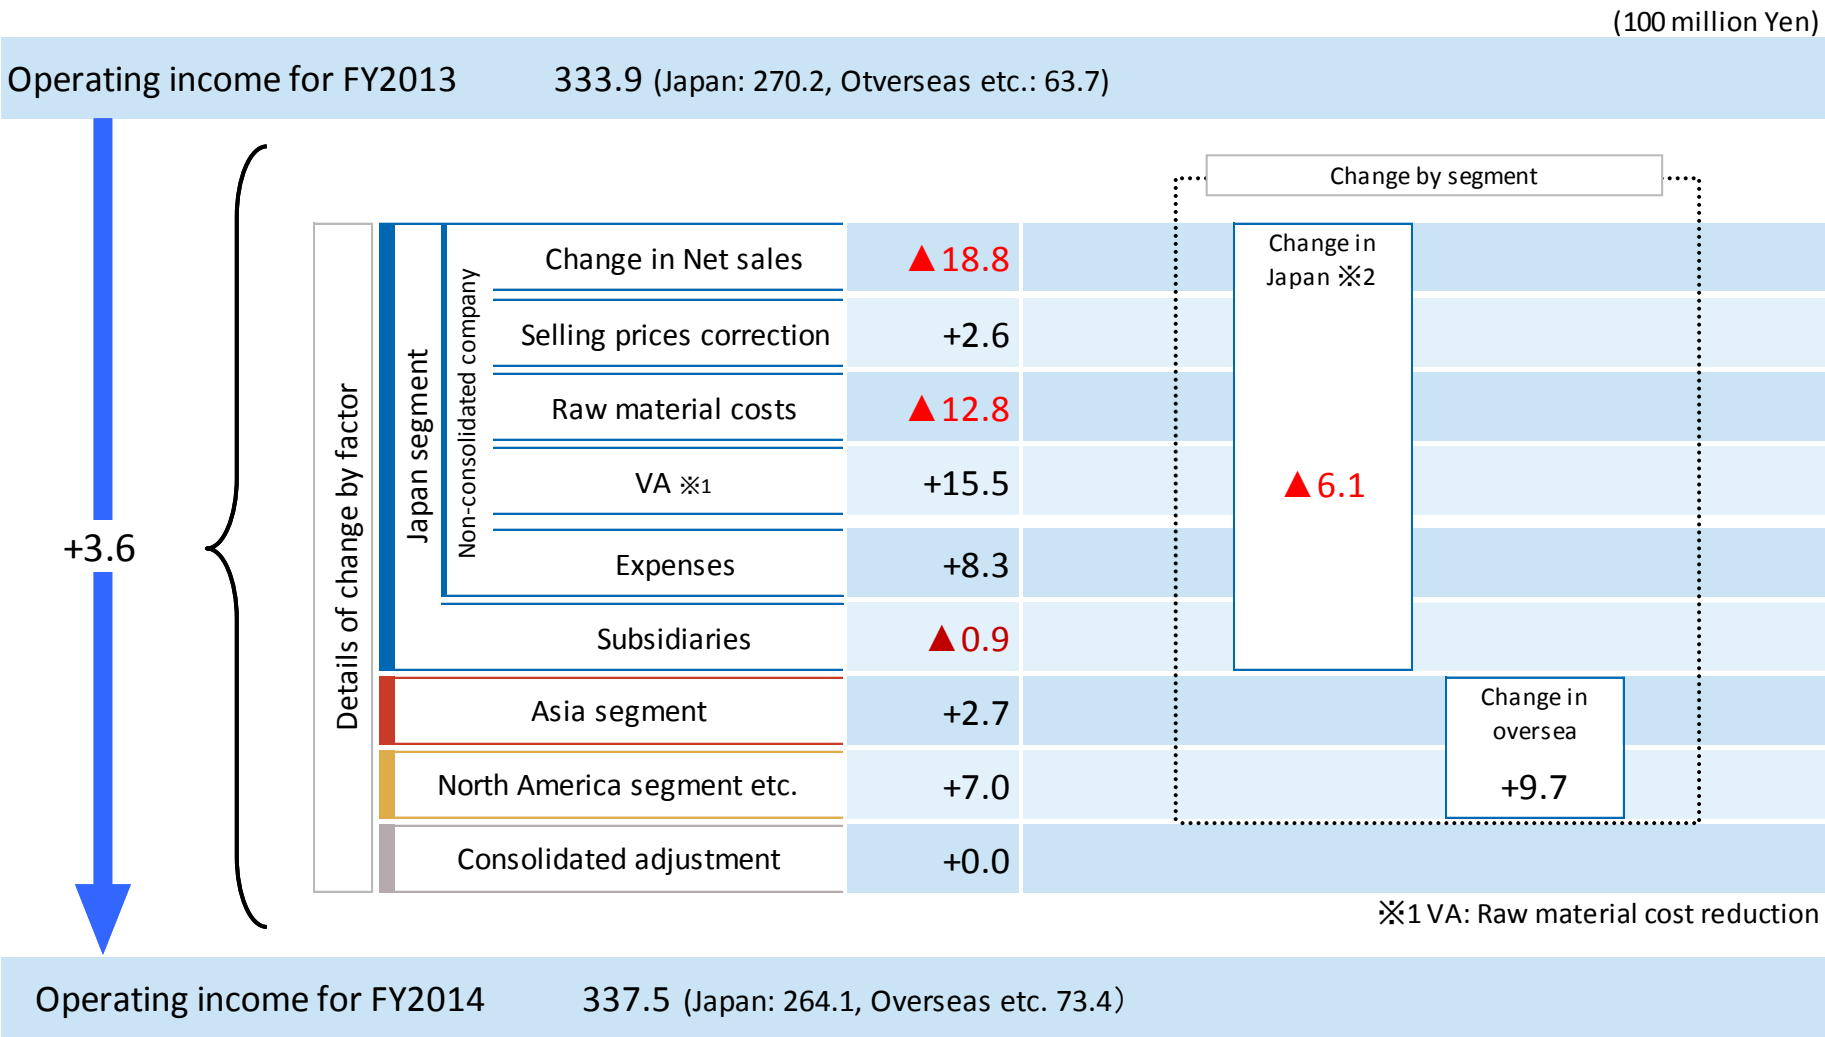 (100 million Yen)
Operating income for FY2013 333.9 (Japan: 270.2, Otverseas etc.: 63.7)
Change by segment
+3.6
Details of change by factor
Japan segment
Non-consolidated company
Change in Net sales ▲18.8
Selling prices correction +2.6
Raw material costs ▲12.8
VA ※1 +15.5
Expenses +8.3
Subsidiaries ▲0.9
Asia segment +2.7
North America segment etc. +7.0
Consolidated adjustment +0.0
Change in
Japan ※2
▲6.1
Change in
oversea
+9.7
※1 VA: Raw material cost reduction
Operating income for FY2014 337.5 (Japan: 264.1, Overseas etc. 73.4）